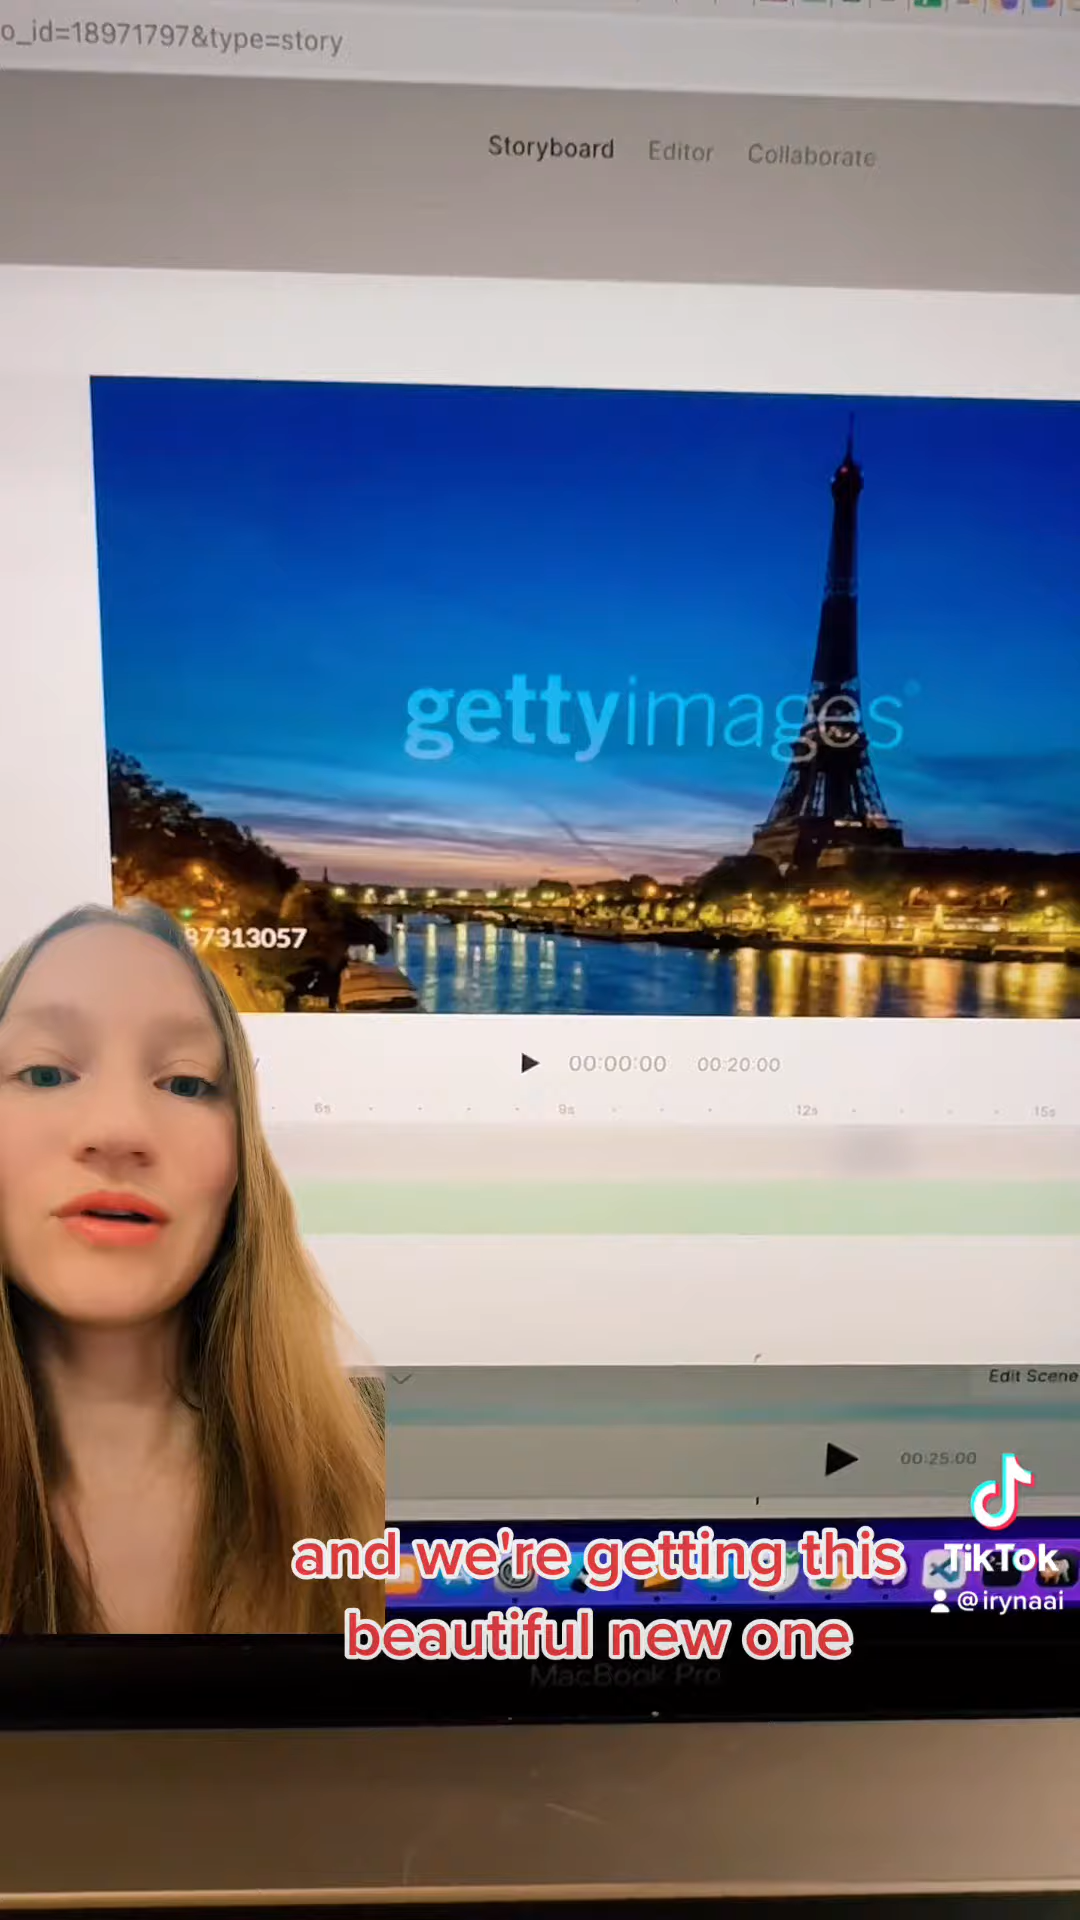 o_id=18971797&type=story
Storyboard Editor Collaborate
gettyimages®
87313057
00:00:00 00:20:00
6s 9s 12s 15s
Edit Scene
00:25:00
TikTok
@irynaai
and we're getting this
beautiful new one
MacBook Pro